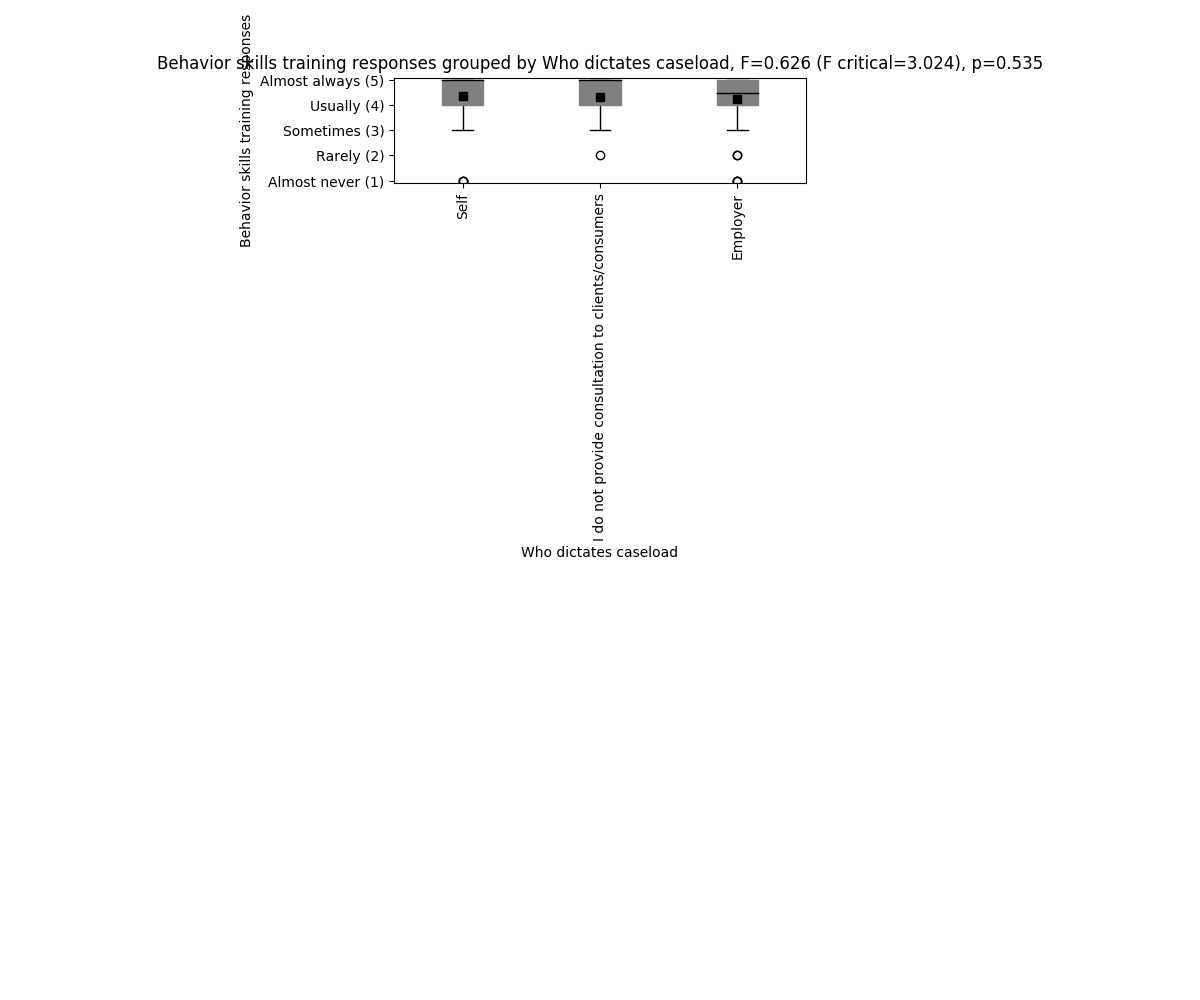 Behavior skills training responses grouped by Who dictates caseload, F=0.626 (F critical=3.024), p=0.535
Behavior skills training responses
Almost always (5)
Usually (4)
Sometimes (3)
Rarely (2)
Almost never (1)
Self
I do not provide consultation to clients/consumers
Employer
Who dictates caseload